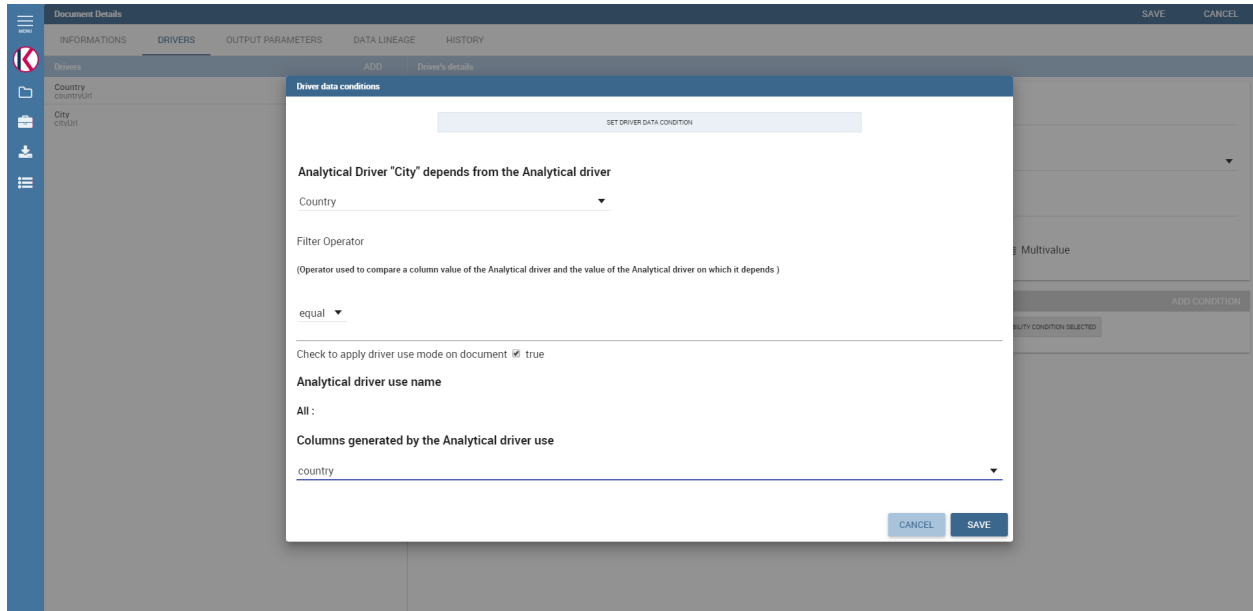 Document Details
SAVE
CANCEL
MENU
INFORMATIONS
DRIVERS
OUTPUT PARAMETERS
DATA LINEAGE
HISTORY
Drivers
ADD
Driver's details
Country
countryUrl
City
cityUrl
Driver data conditions
SET DRIVER DATA CONDITION
Analytical Driver "City" depends from the Analytical driver
Country
Filter Operator
(Operator used to compare a column value of the Analytical driver and the value of the Analytical driver on which it depends )
equal
Check to apply driver use mode on document true
Analytical driver use name
All :
Columns generated by the Analytical driver use
country
CANCEL
SAVE
Multivalue
ADD CONDITION
CONDITION SELECTED